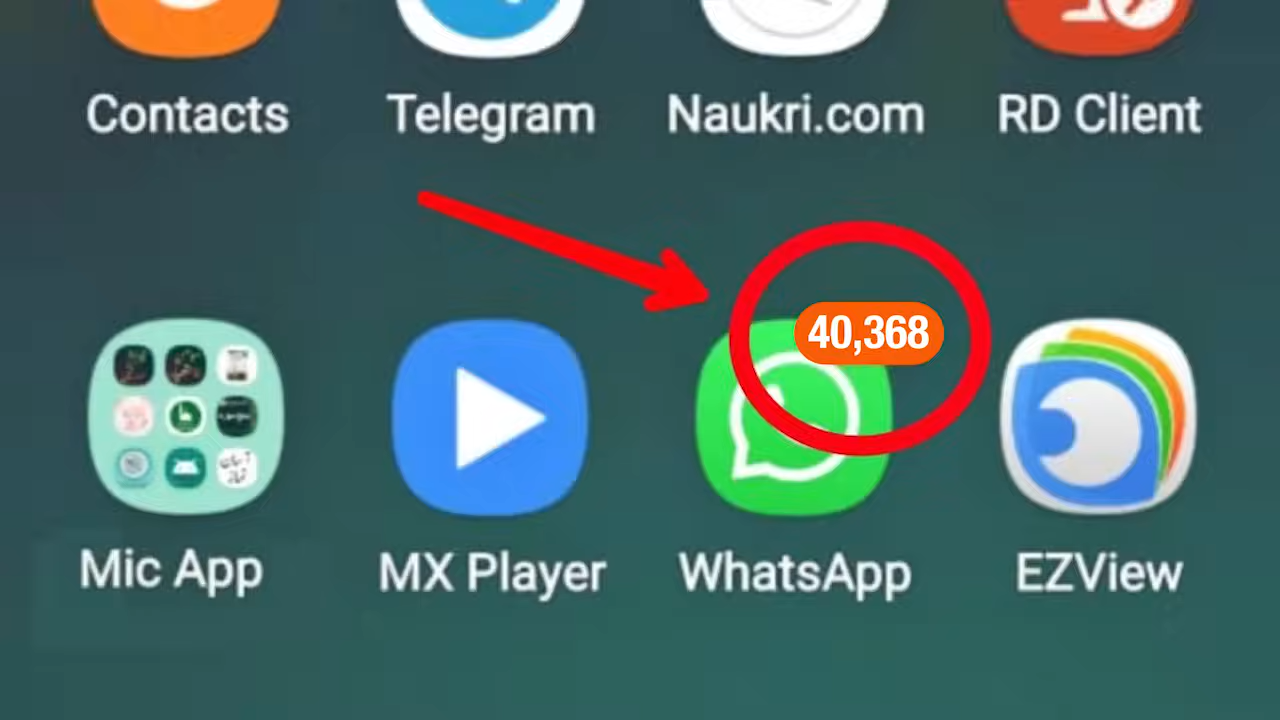 Contacts
Telegram
Naukri.com
RD Client
40,368
Mic App
MX Player
WhatsApp
EZView